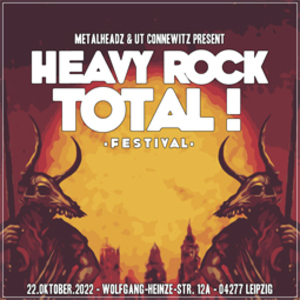 METALHEADZ & UT CONNEWITZ PRESENT
HEAVY ROCK
TOTAL!
·FESTIVAL·
22.OKTOBER.2022 - WOLFGANG-HEINZE-STR. 12A - 04277 LEIPZIG